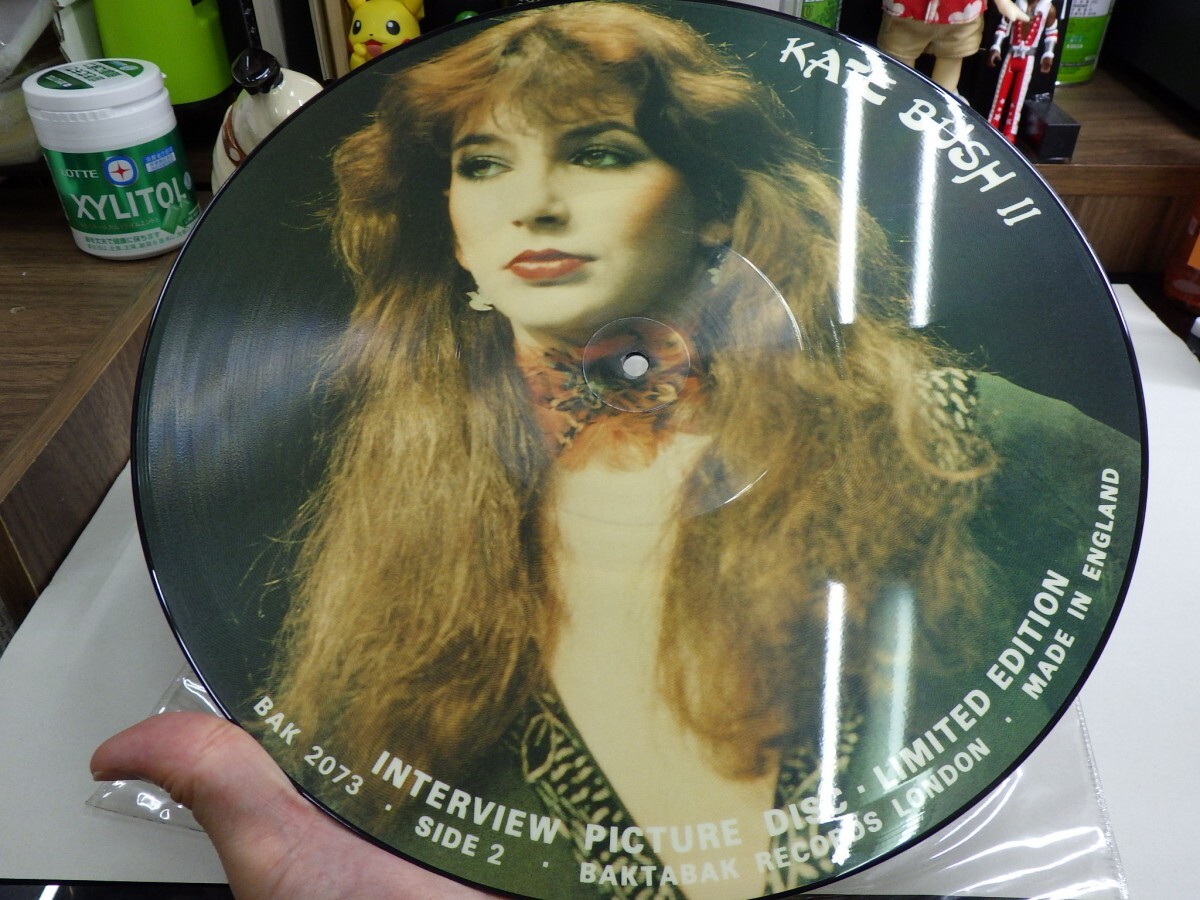 KATE BUSH II
LOTTE
XYLITOL
INTERVIEW PICTURE DISC · LIMITED EDITION
BAK 2073 · SIDE 2 · BAKTABAK RECORDS LONDON · MADE IN ENGLAND